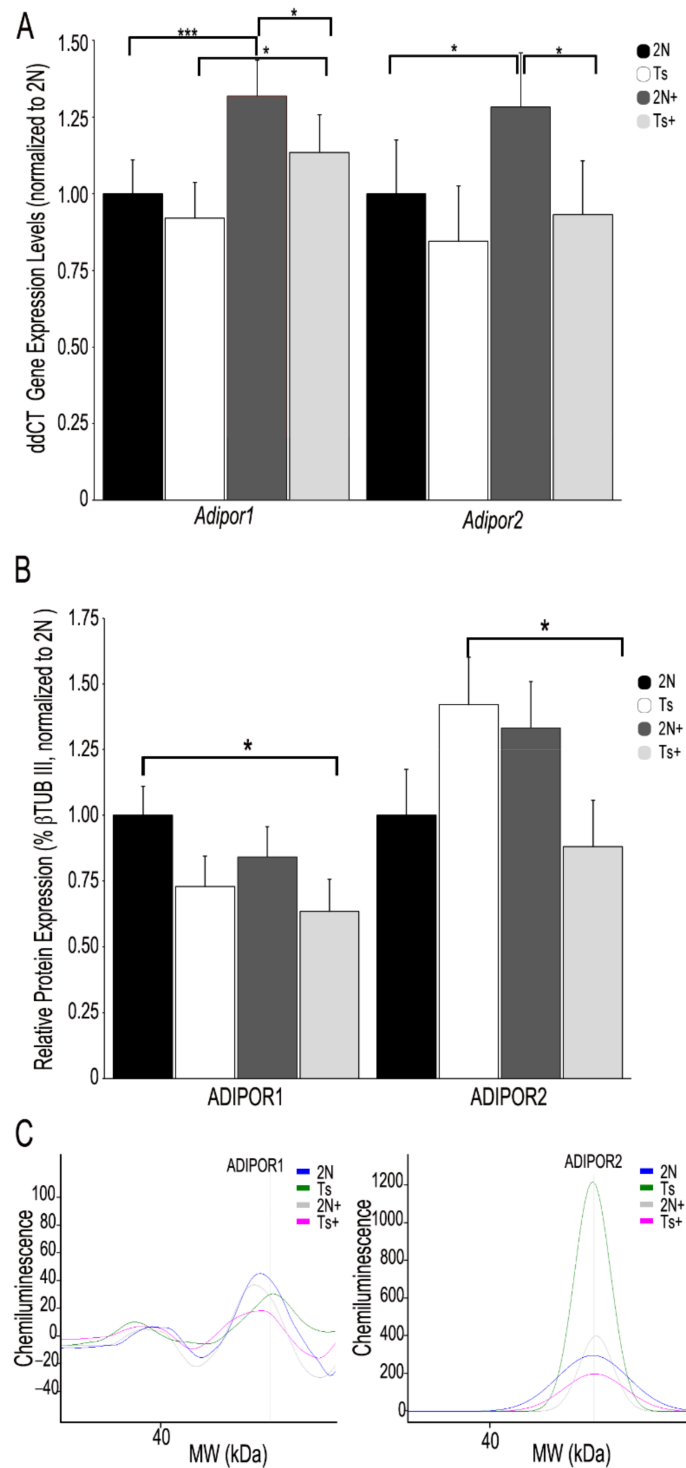 A
ddCT Gene Expression Levels (normalized to 2N)
1.50
1.25
1.00
0.75
0.50
0.25
0
***
*
*
*
*
2N
Ts
2N+
Ts+
Adipor1
Adipor2
B
Relative Protein Expression (% βTUB III, normalized to 2N )
1.75
1.50
1.25
1.00
0.75
0.50
0.25
0
*
*
2N
Ts
2N+
Ts+
ADIPOR1
ADIPOR2
C
Chemiluminescence
100
80
60
40
20
0
−20
−40
ADIPOR1
2N
Ts
2N+
Ts+
40
MW (kDa)
Chemiluminescence
1200
1000
800
600
400
200
0
ADIPOR2
2N
Ts
2N+
Ts+
40
MW (kDa)